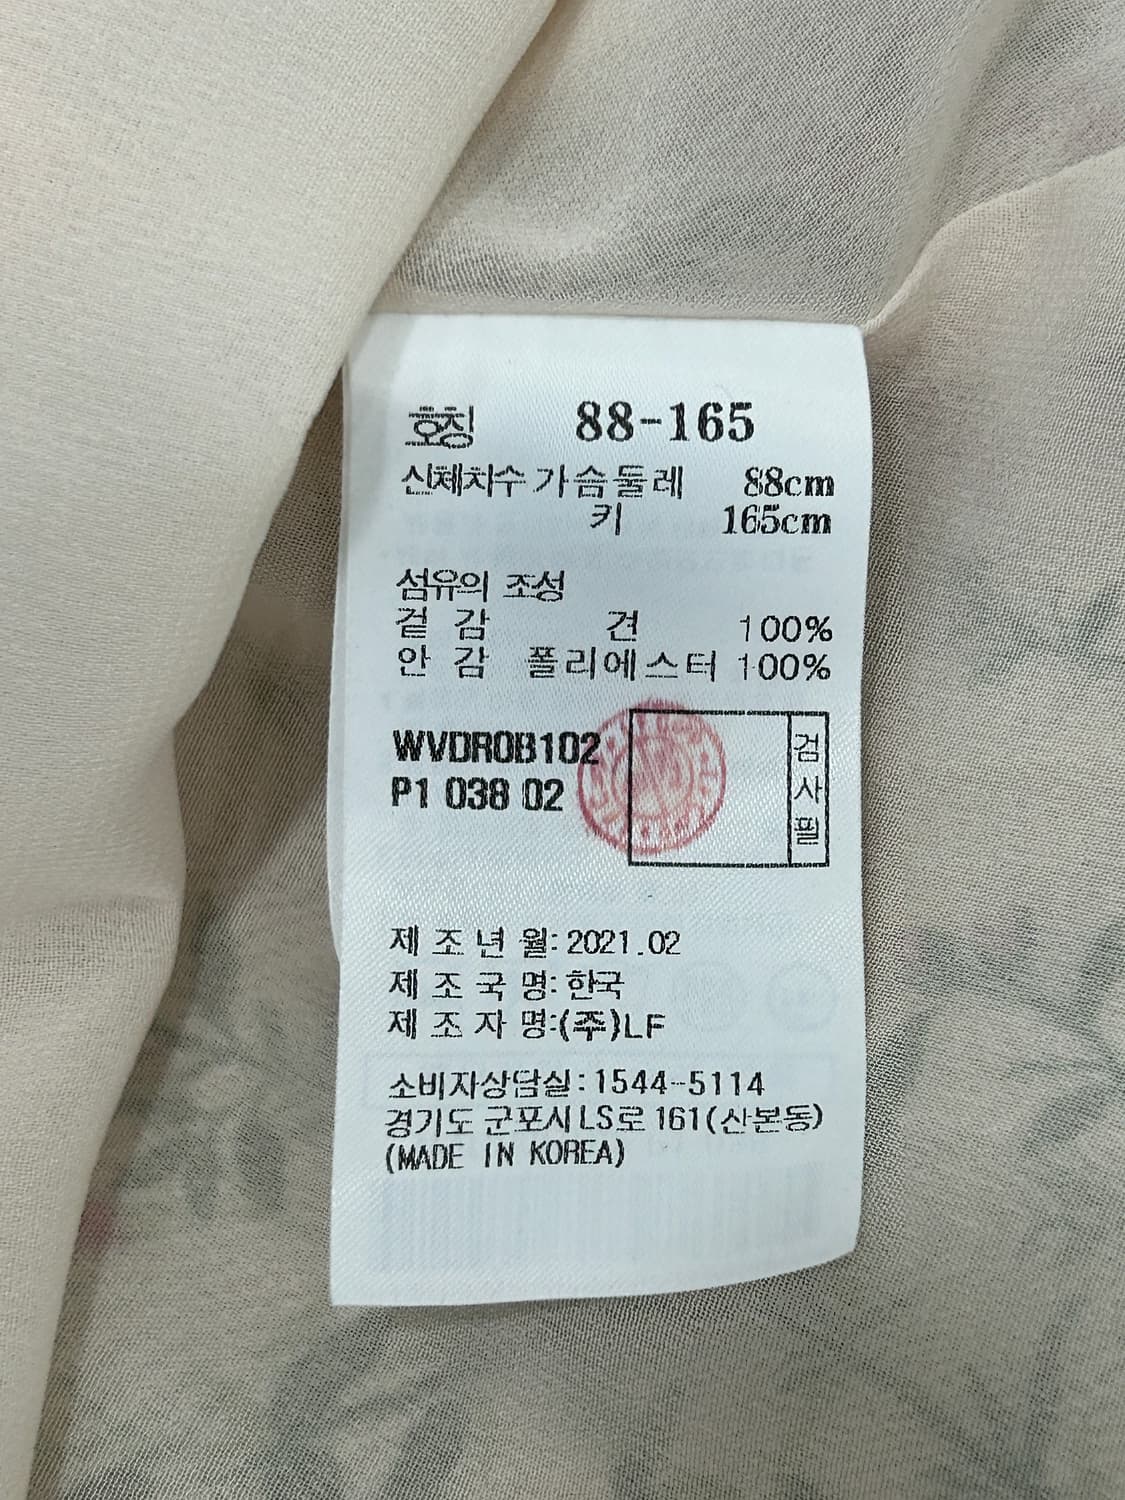 호칭 88-165
신체치수 가슴둘레 88cm
키 165cm
섬유의 조성
겉감 견 100%
안감 폴리에스터 100%
WVDR0B102
P1 038 02
검사필
제조년월: 2021.02
제조국명: 한국
제조자명:(주)LF
소비자상담실: 1544-5114
경기도 군포시 LS로 161(산본동)
(MADE IN KOREA)